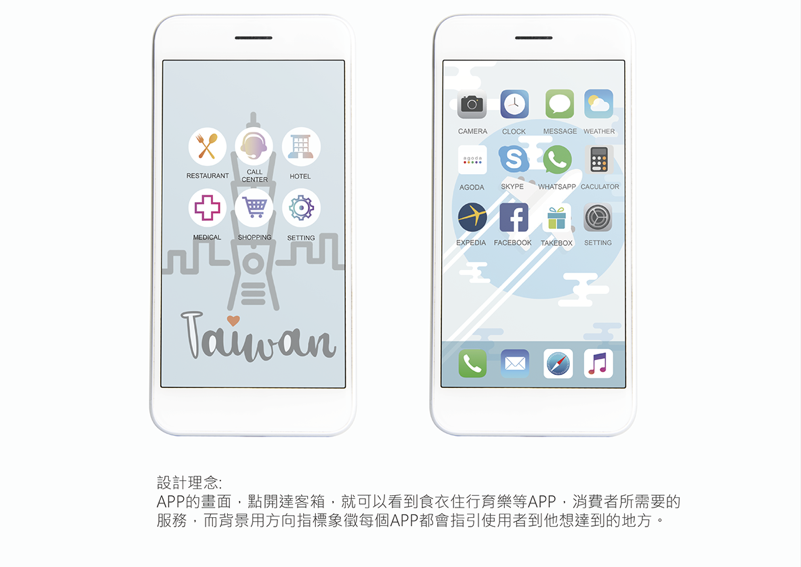 RESTAURANT
CALL
CENTER
HOTEL
MEDICAL
SHOPPING
SETTING
Taiwan
CAMERA
CLOCK
MESSAGE
WEATHER
agoda
AGODA
SKYPE
WHATSAPP
CACULATOR
EXPEDIA
FACEBOOK
TAKEBOX
SETTING
設計理念:
APP的畫面，點開達客箱，就可以看到食衣住行育樂等APP，消費者所需要的
服務，而背景用方向指標象徵每個APP都會指引使用者到他想達到的地方。